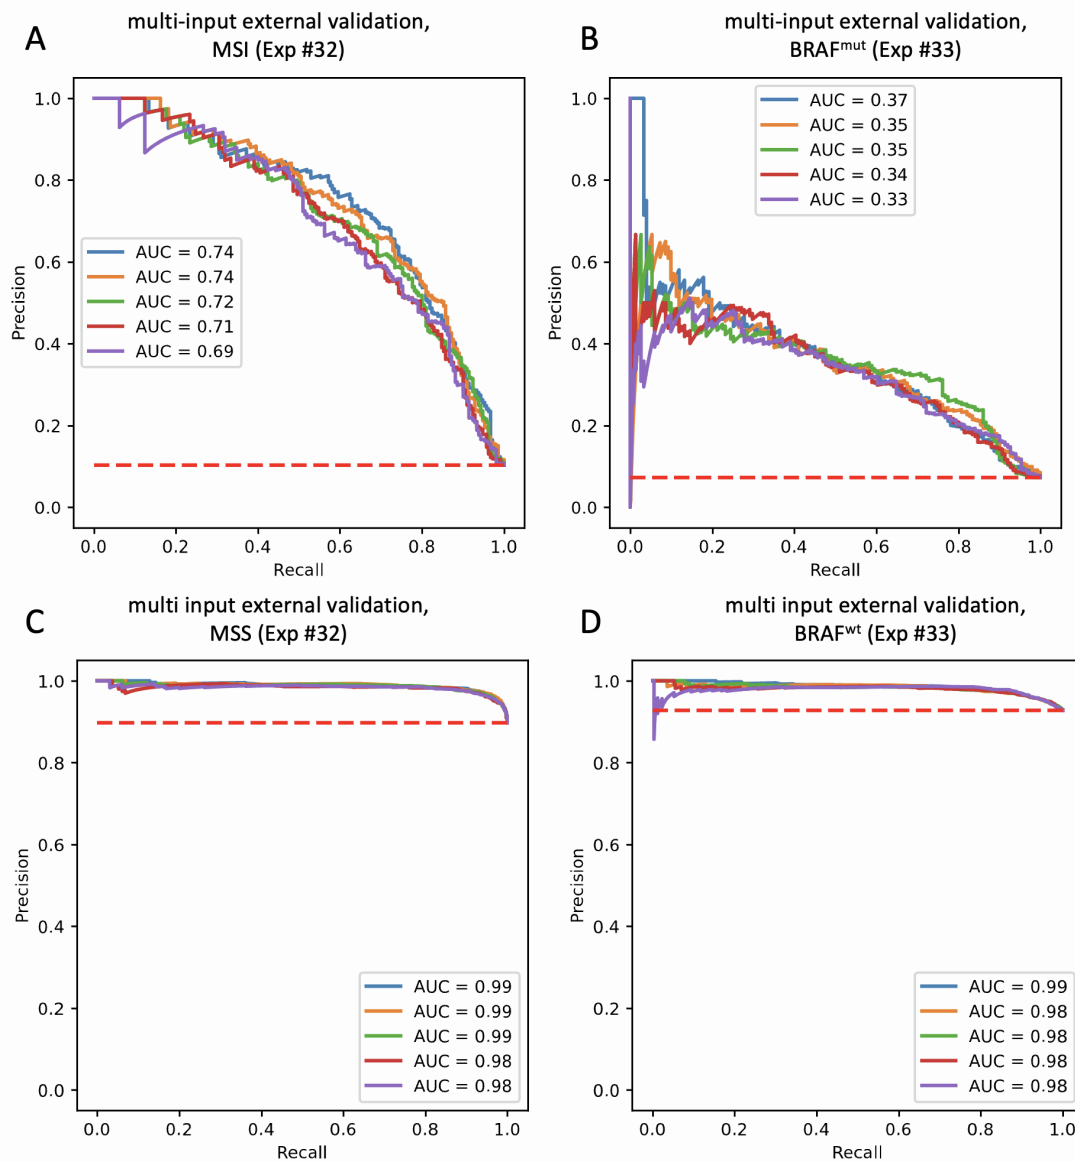 A
multi-input external validation,
MSI (Exp #32)
1.0
0.8
0.6
0.4
0.2
0.0
Precision
AUC = 0.74
AUC = 0.74
AUC = 0.72
AUC = 0.71
AUC = 0.69
0.0 0.2 0.4 0.6 0.8 1.0
Recall
B
multi-input external validation,
BRAFmut (Exp #33)
1.0
0.8
0.6
0.4
0.2
0.0
Precision
AUC = 0.37
AUC = 0.35
AUC = 0.35
AUC = 0.34
AUC = 0.33
0.0 0.2 0.4 0.6 0.8 1.0
Recall
C
multi input external validation,
MSS (Exp #32)
1.0
0.8
0.6
0.4
0.2
0.0
Precision
AUC = 0.99
AUC = 0.99
AUC = 0.99
AUC = 0.98
AUC = 0.98
0.0 0.2 0.4 0.6 0.8 1.0
Recall
D
multi input external validation,
BRAFwt (Exp #33)
1.0
0.8
0.6
0.4
0.2
0.0
Precision
AUC = 0.99
AUC = 0.98
AUC = 0.98
AUC = 0.98
AUC = 0.98
0.0 0.2 0.4 0.6 0.8 1.0
Recall